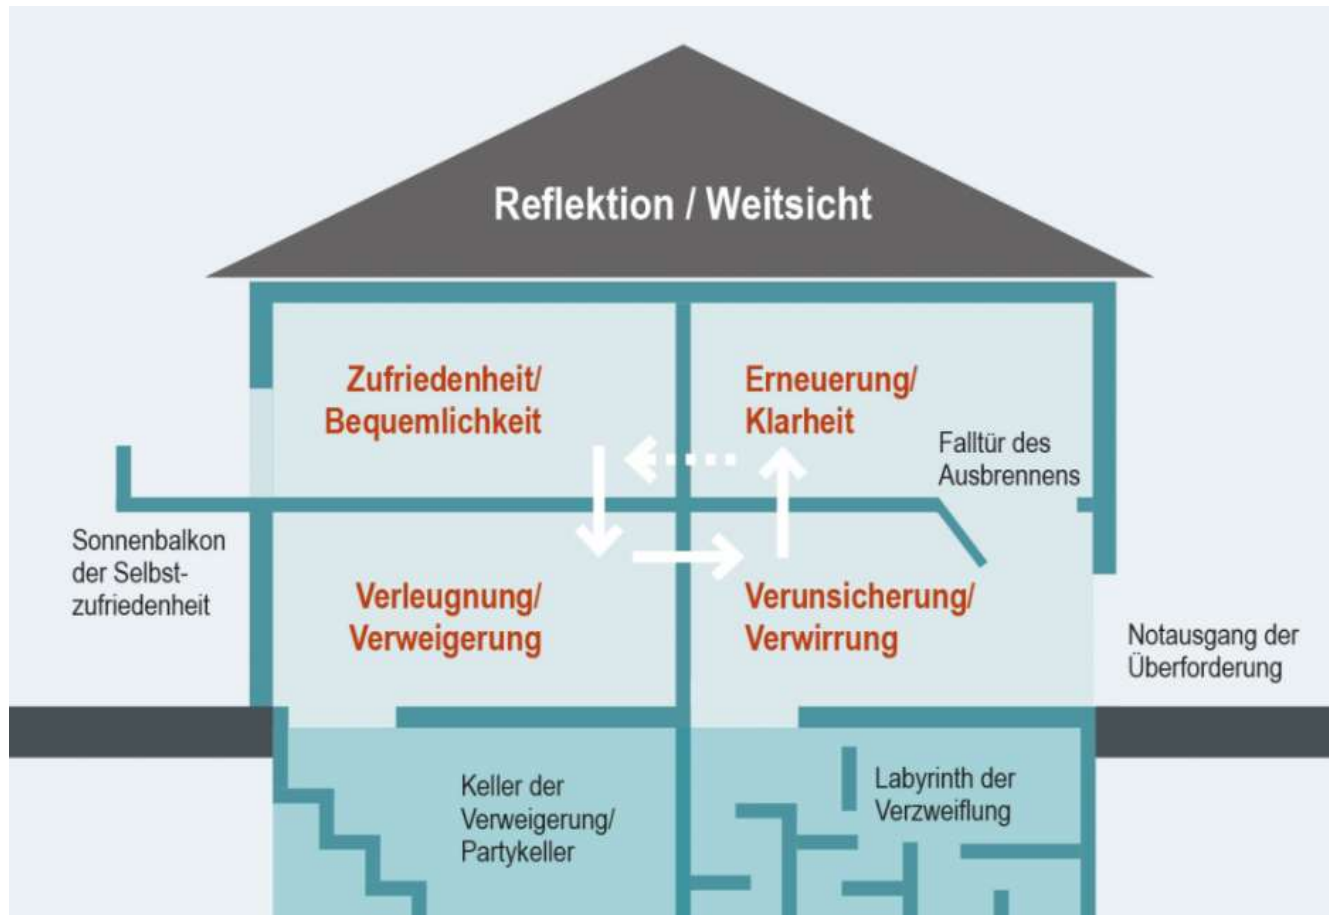 Reflektion / Weitsicht
Zufriedenheit/
Bequemlichkeit
Erneuerung/
Klarheit
Falltür des
Ausbrennens
Sonnenbalkon
der Selbst-
zufriedenheit
Verleugnung/
Verweigerung
Verunsicherung/
Verwirrung
Notausgang der
Überforderung
Keller der
Verweigerung/
Partykeller
Labyrinth der
Verzweiflung